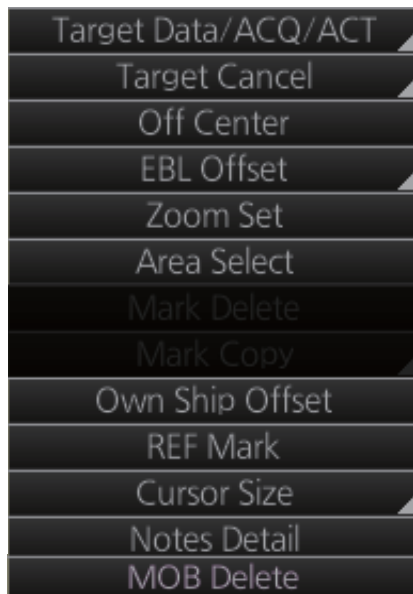 Target Data/ACQ/ACT
Target Cancel
Off Center
EBL Offset
Zoom Set
Area Select
Mark Delete
Mark Copy
Own Ship Offset
REF Mark
Cursor Size
Notes Detail
MOB Delete